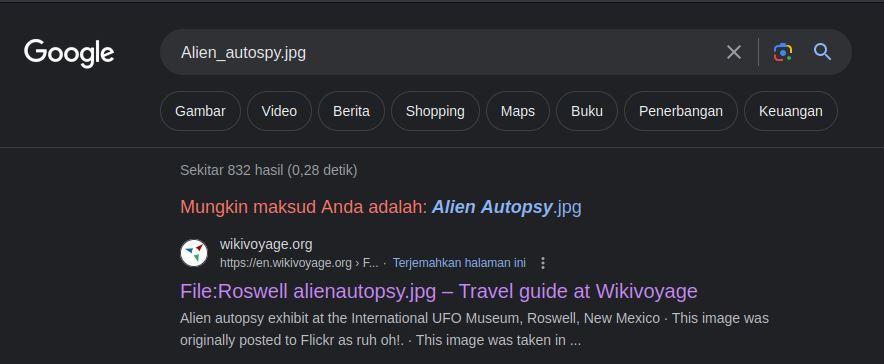 Google
Alien_autospy.jpg
Gambar Video Berita Shopping Maps Buku Penerbangan Keuangan
Sekitar 832 hasil (0,28 detik)
Mungkin maksud Anda adalah: Alien Autopsy.jpg
wikivoyage.org
https://en.wikivoyage.org › F... · Terjemahkan halaman ini
File:Roswell alienautopsy.jpg – Travel guide at Wikivoyage
Alien autopsy exhibit at the International UFO Museum, Roswell, New Mexico · This image was
originally posted to Flickr as ruh oh!. · This image was taken in ...